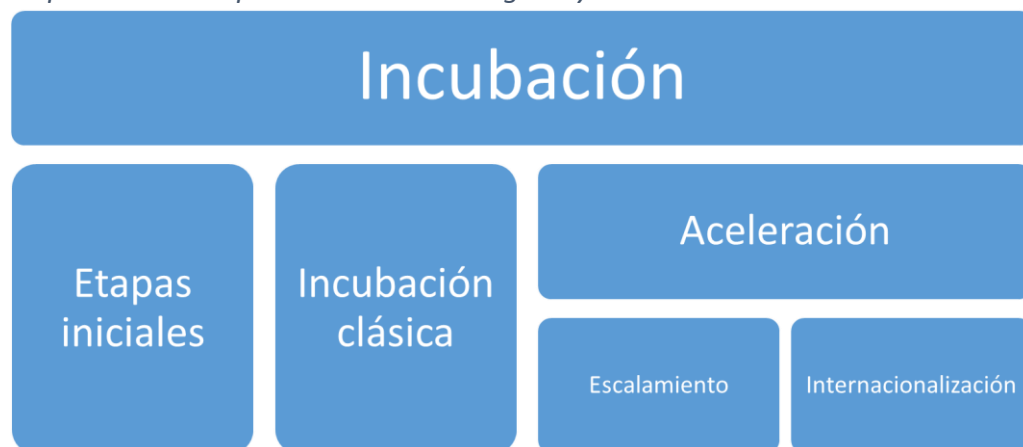 Incubación
Etapas
iniciales
Incubación
clásica
Aceleración
Escalamiento
Internacionalización